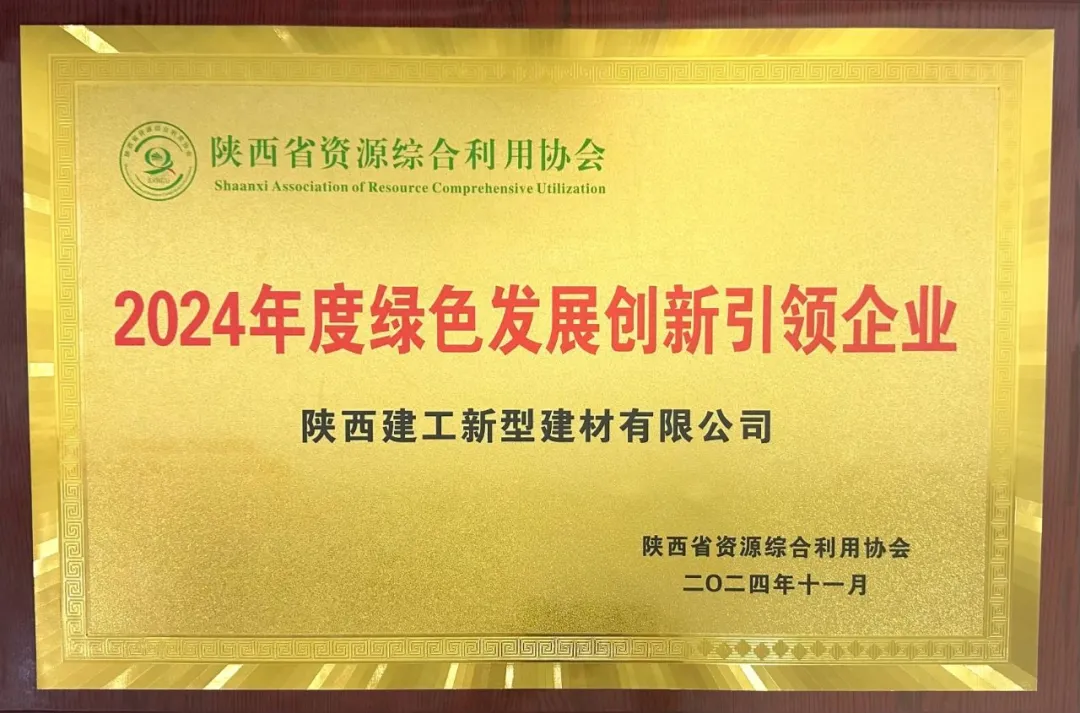 陕西省资源综合利用协会
Shaanxi Association of Resource Comprehensive Utilization
2024年度绿色发展创新引领企业
陕西建工新型建材有限公司
陕西省资源综合利用协会
二〇二四年十一月